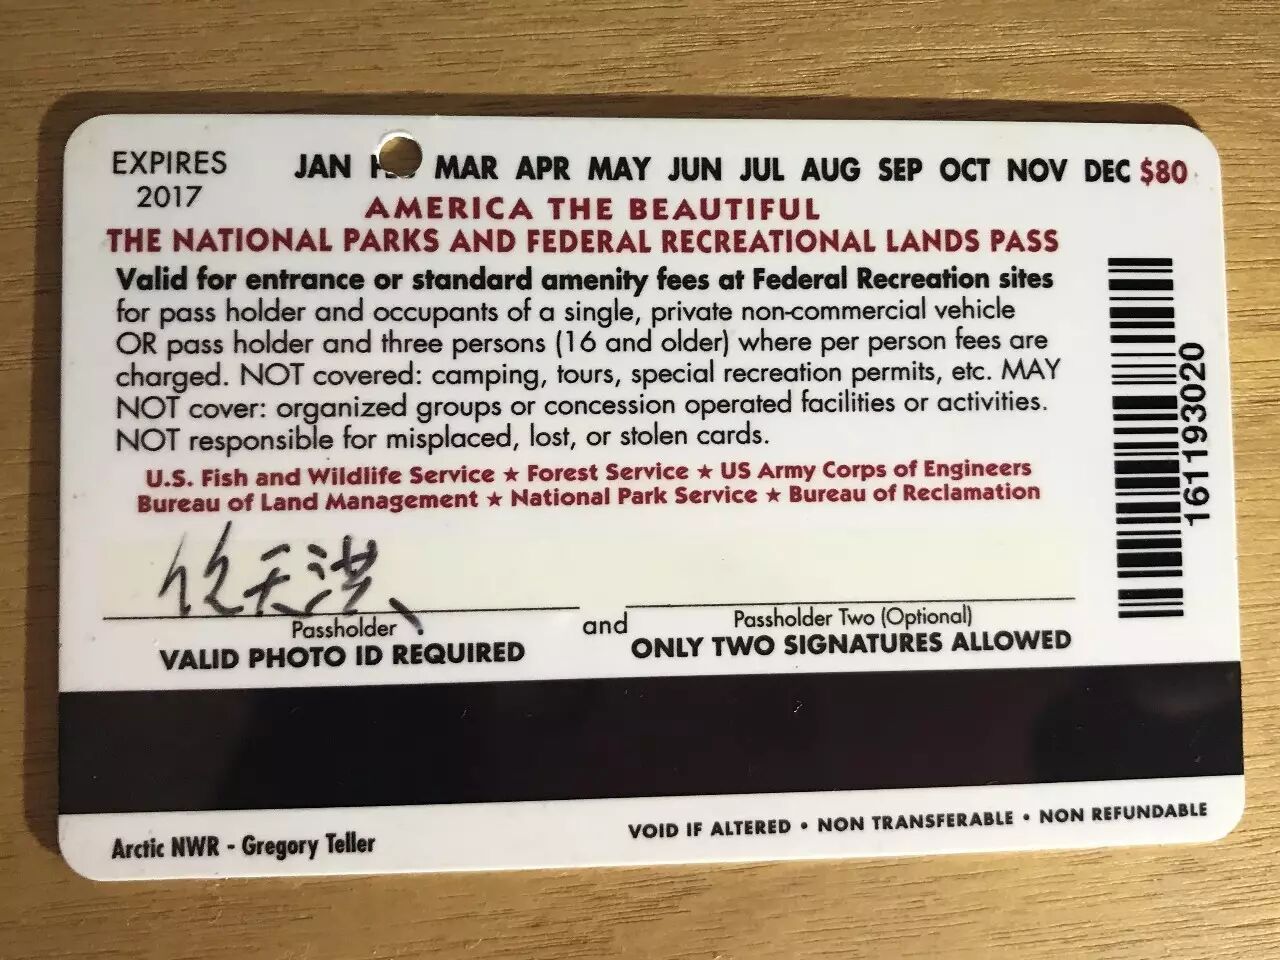 EXPIRES 2017
JAN MAR APR MAY JUN JUL AUG SEP OCT NOV DEC $80
AMERICA THE BEAUTIFUL
THE NATIONAL PARKS AND FEDERAL RECREATIONAL LANDS PASS
Valid for entrance or standard amenity fees at Federal Recreation sites
for pass holder and occupants of a single, private non-commercial vehicle
OR pass holder and three persons (16 and older) where per person fees are
charged. NOT covered: camping, tours, special recreation permits, etc. MAY
NOT cover: organized groups or concession operated facilities or activities.
NOT responsible for misplaced, lost, or stolen cards.
U.S. Fish and Wildlife Service ★ Forest Service ★ US Army Corps of Engineers
Bureau of Land Management ★ National Park Service ★ Bureau of Reclamation
1611193020
天洪
Passholder and Passholder Two (Optional)
VALID PHOTO ID REQUIRED ONLY TWO SIGNATURES ALLOWED
Arctic NWR - Gregory Teller
VOID IF ALTERED • NON TRANSFERABLE • NON REFUNDABLE